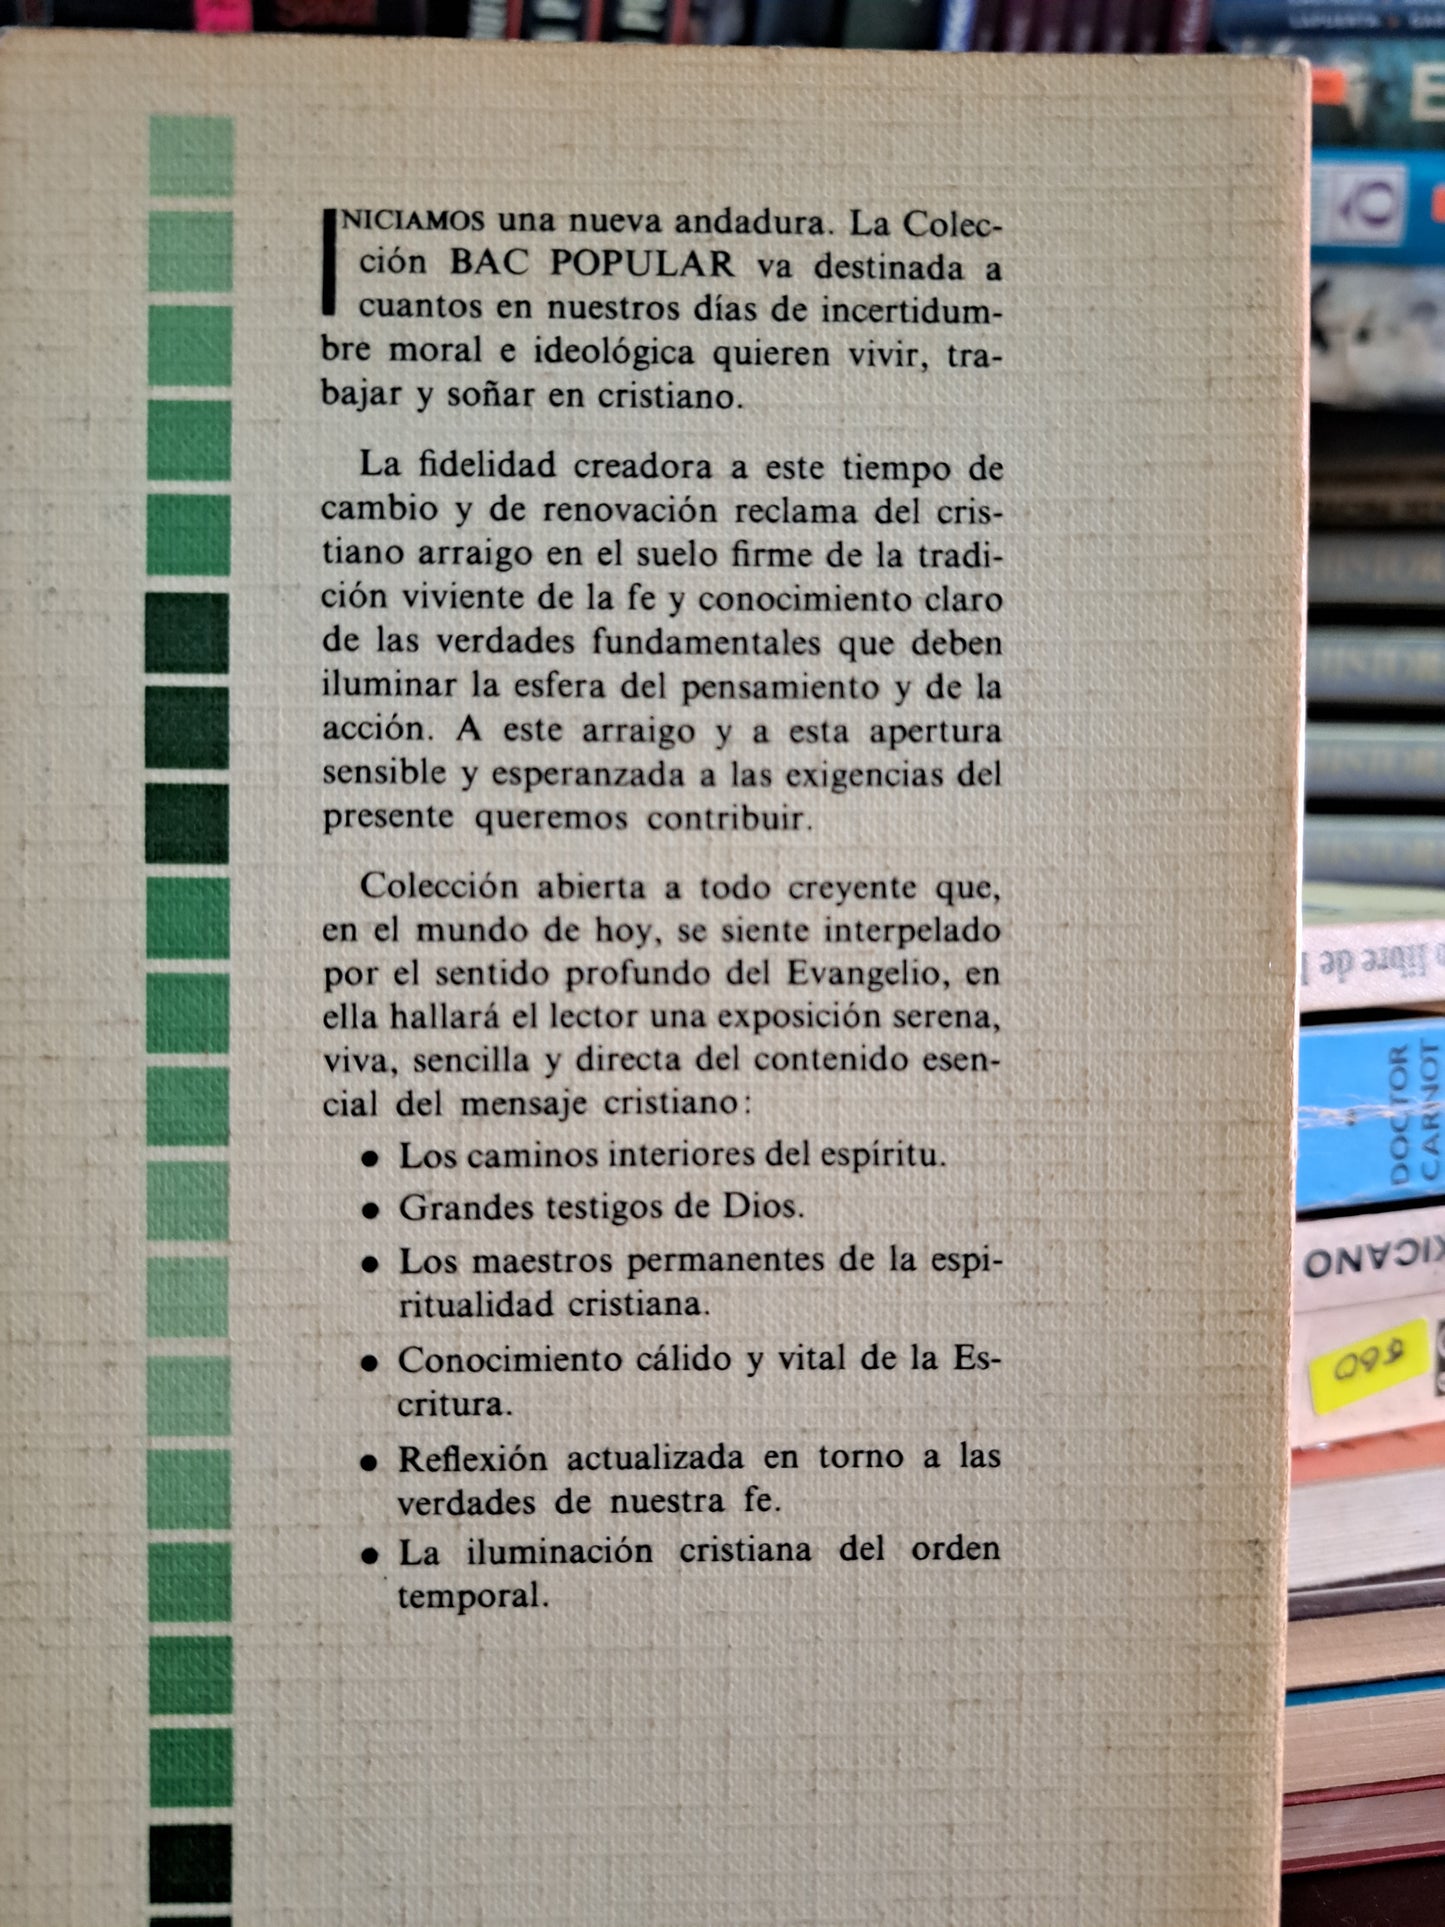 INICIAMOS una nueva andadura. La Colec-
ción BAC POPULAR va destinada a
cuantos en nuestros días de incertidum-
bre moral e ideológica quieren vivir, tra-
bajar y soñar en cristiano.
La fidelidad creadora a este tiempo de
cambio y de renovación reclama del cris-
tiano arraigo en el suelo firme de la tradi-
ción viviente de la fe y conocimiento claro
de las verdades fundamentales que deben
iluminar la esfera del pensamiento y de la
acción. A este arraigo y a esta apertura
sensible y esperanzada a las exigencias del
presente queremos contribuir.
Colección abierta a todo creyente que,
en el mundo de hoy, se siente interpelado
por el sentido profundo del Evangelio, en
ella hallará el lector una exposición serena,
viva, sencilla y directa del contenido esen-
cial del mensaje cristiano:
● Los caminos interiores del espíritu.
● Grandes testigos de Dios.
● Los maestros permanentes de la espi-
ritualidad cristiana.
● Conocimiento cálido y vital de la Es-
critura.
● Reflexión actualizada en torno a las
verdades de nuestra fe.
● La iluminación cristiana del orden
temporal.
HISTOR
HISTOR
HISTOR
libre de
DOCTOR
CARNOT
XICANO
560